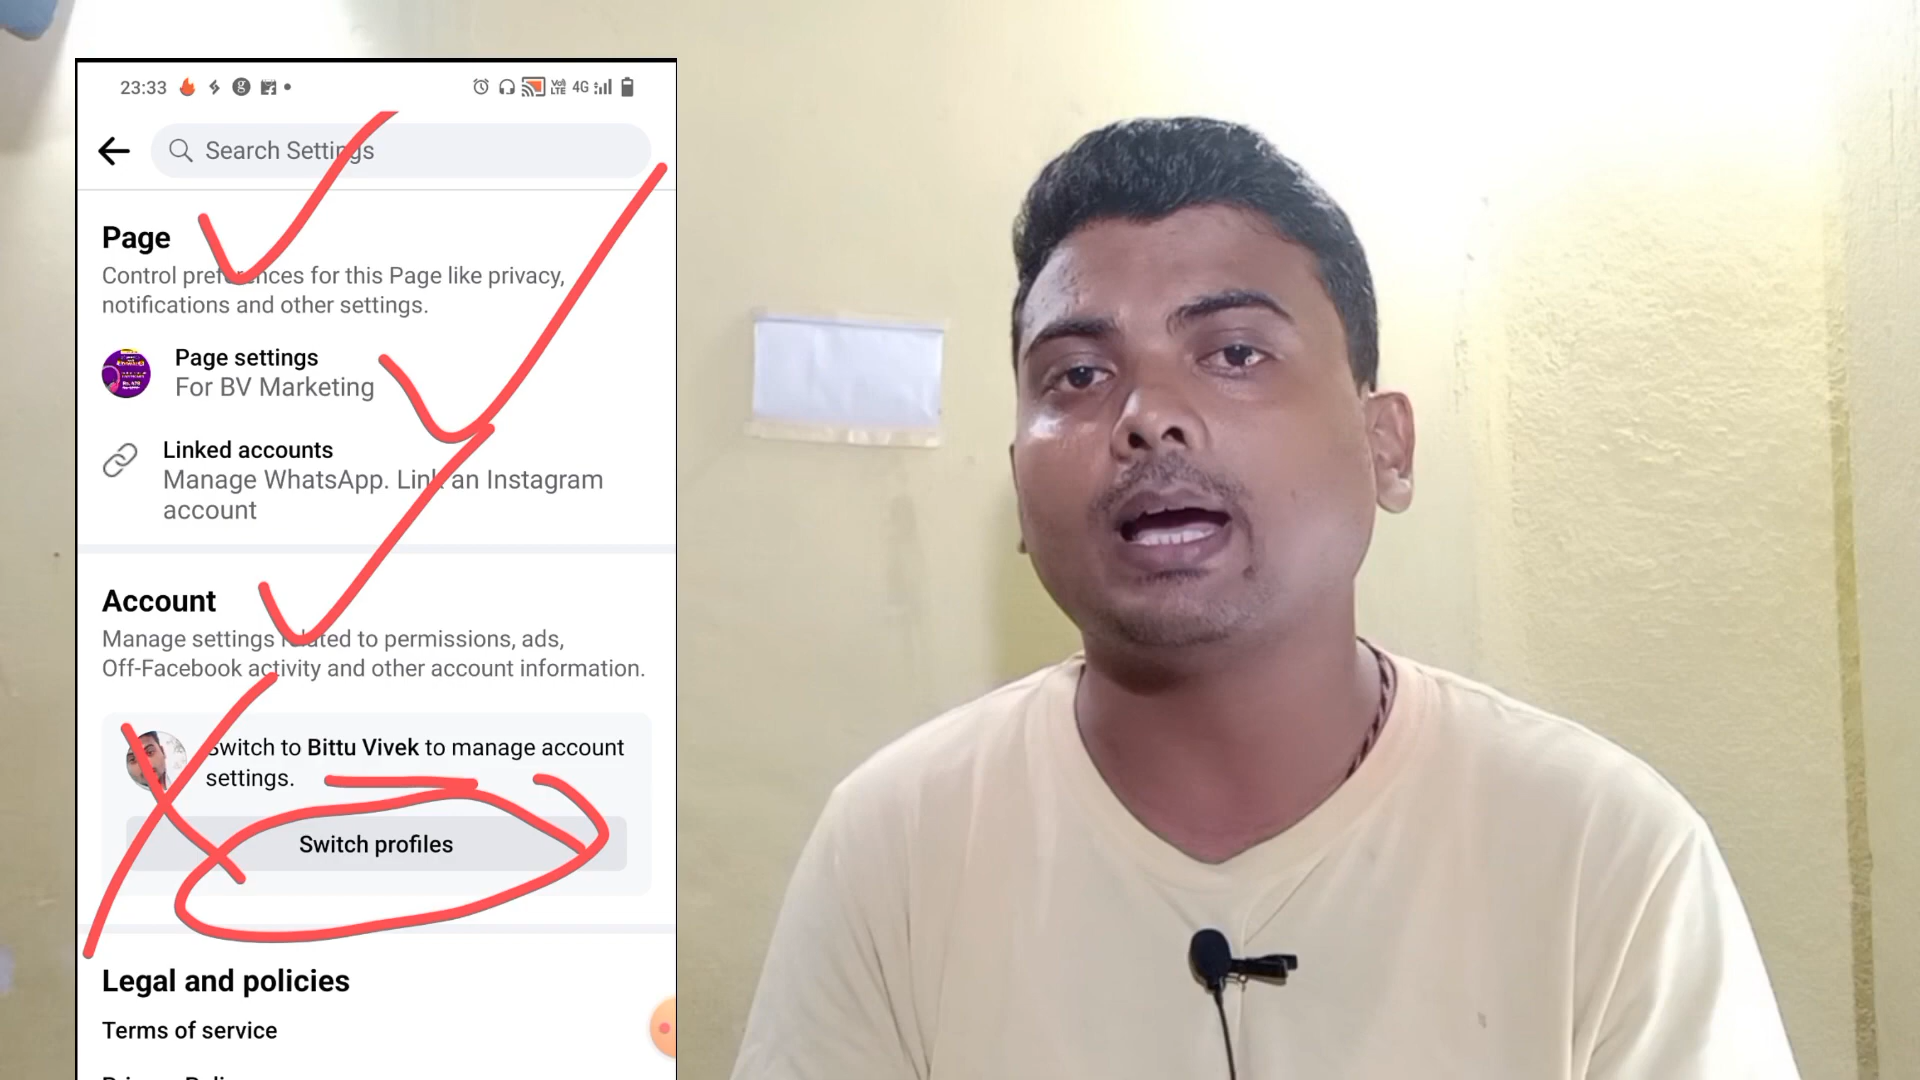 23:33
4G
Search Settings
Page
Control preferences for this Page like privacy,
notifications and other settings.
Page settings
For BV Marketing
Linked accounts
Manage WhatsApp. Link an Instagram
account
Account
Manage settings related to permissions, ads,
Off-Facebook activity and other account information.
Switch to Bittu Vivek to manage account
settings.
Switch profiles
Legal and policies
Terms of service